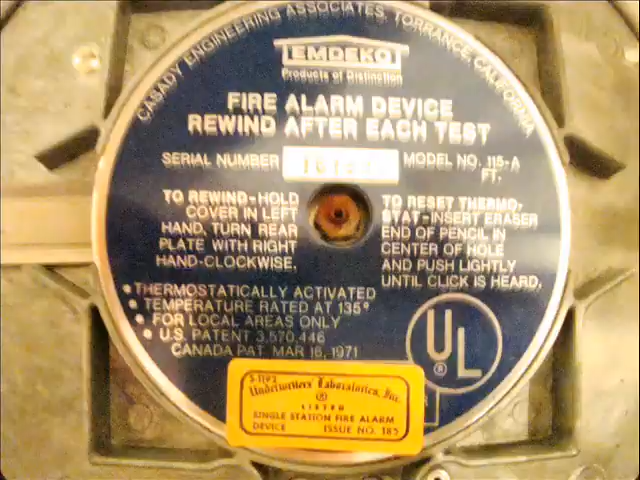 CASADY ENGINEERING ASSOCIATES, TORRANCE, CALIFORNIA
EMDEKO
Products of Distinction
FIRE ALARM DEVICE
REWIND AFTER EACH TEST
SERIAL NUMBER
MODEL NO. 115-A
FT.
TO REWIND-HOLD
COVER IN LEFT
HAND, TURN REAR
PLATE WITH RIGHT
HAND-CLOCKWISE.
TO RESET THERMO-
STAT-INSERT ERASER
END OF PENCIL IN
CENTER OF HOLE
AND PUSH LIGHTLY
UNTIL CLICK IS HEARD.
•THERMOSTATICALLY ACTIVATED
• TEMPERATURE RATED AT 135°
• FOR LOCAL AREAS ONLY
• U.S. PATENT 3,570,446
CANADA PAT. MAR 16, 1971
UL
®
Underwriters' Laboratories, Inc.
®
LISTED
SINGLE STATION FIRE ALARM
DEVICE ISSUE NO. 185